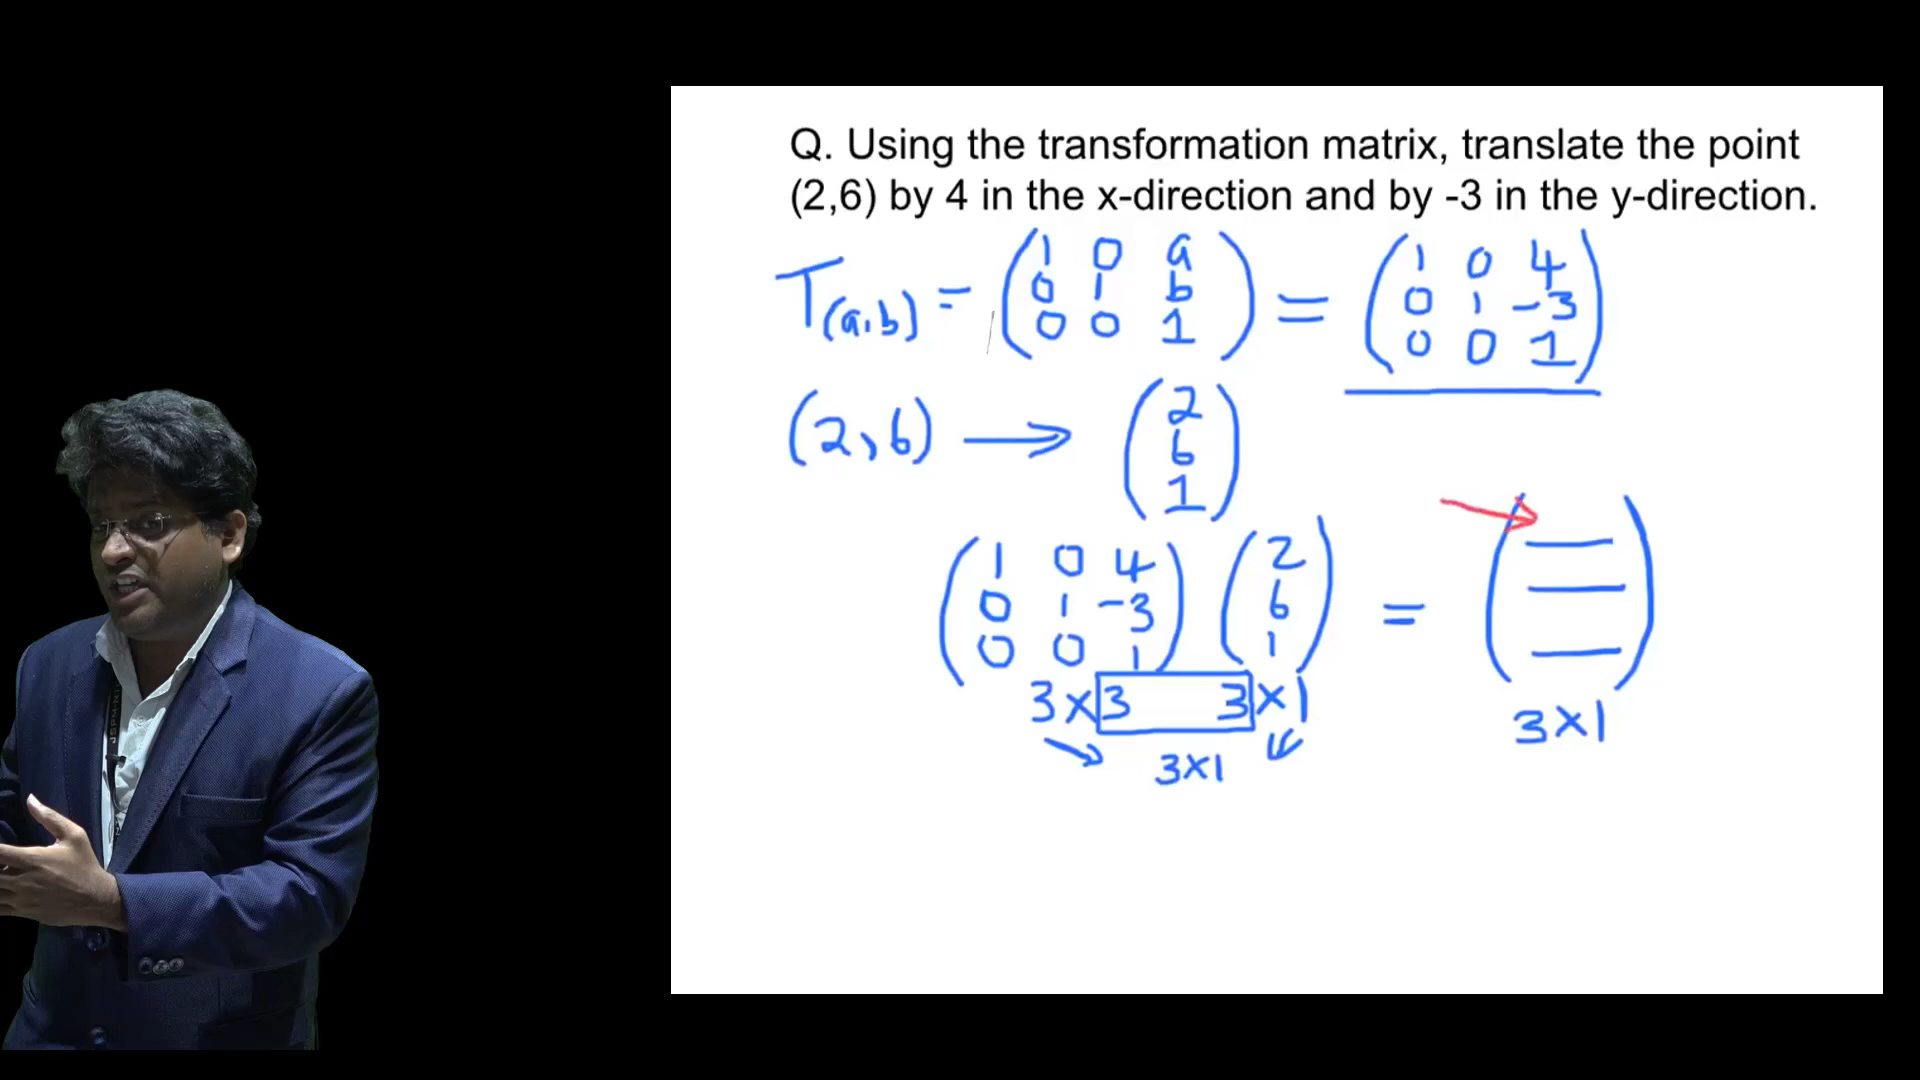 Q. Using the transformation matrix, translate the point
(2,6) by 4 in the x-direction and by -3 in the y-direction.
T(a,b) = (1 0 a = (1 0 4
0 1 b 0 1 -3
0 0 1) 0 0 1)
(2,6) → (2
6
1)
(1 0 4 (2
0 1 -3 6
0 0 1) 1) =
3×3 3×1 3×1
3×1